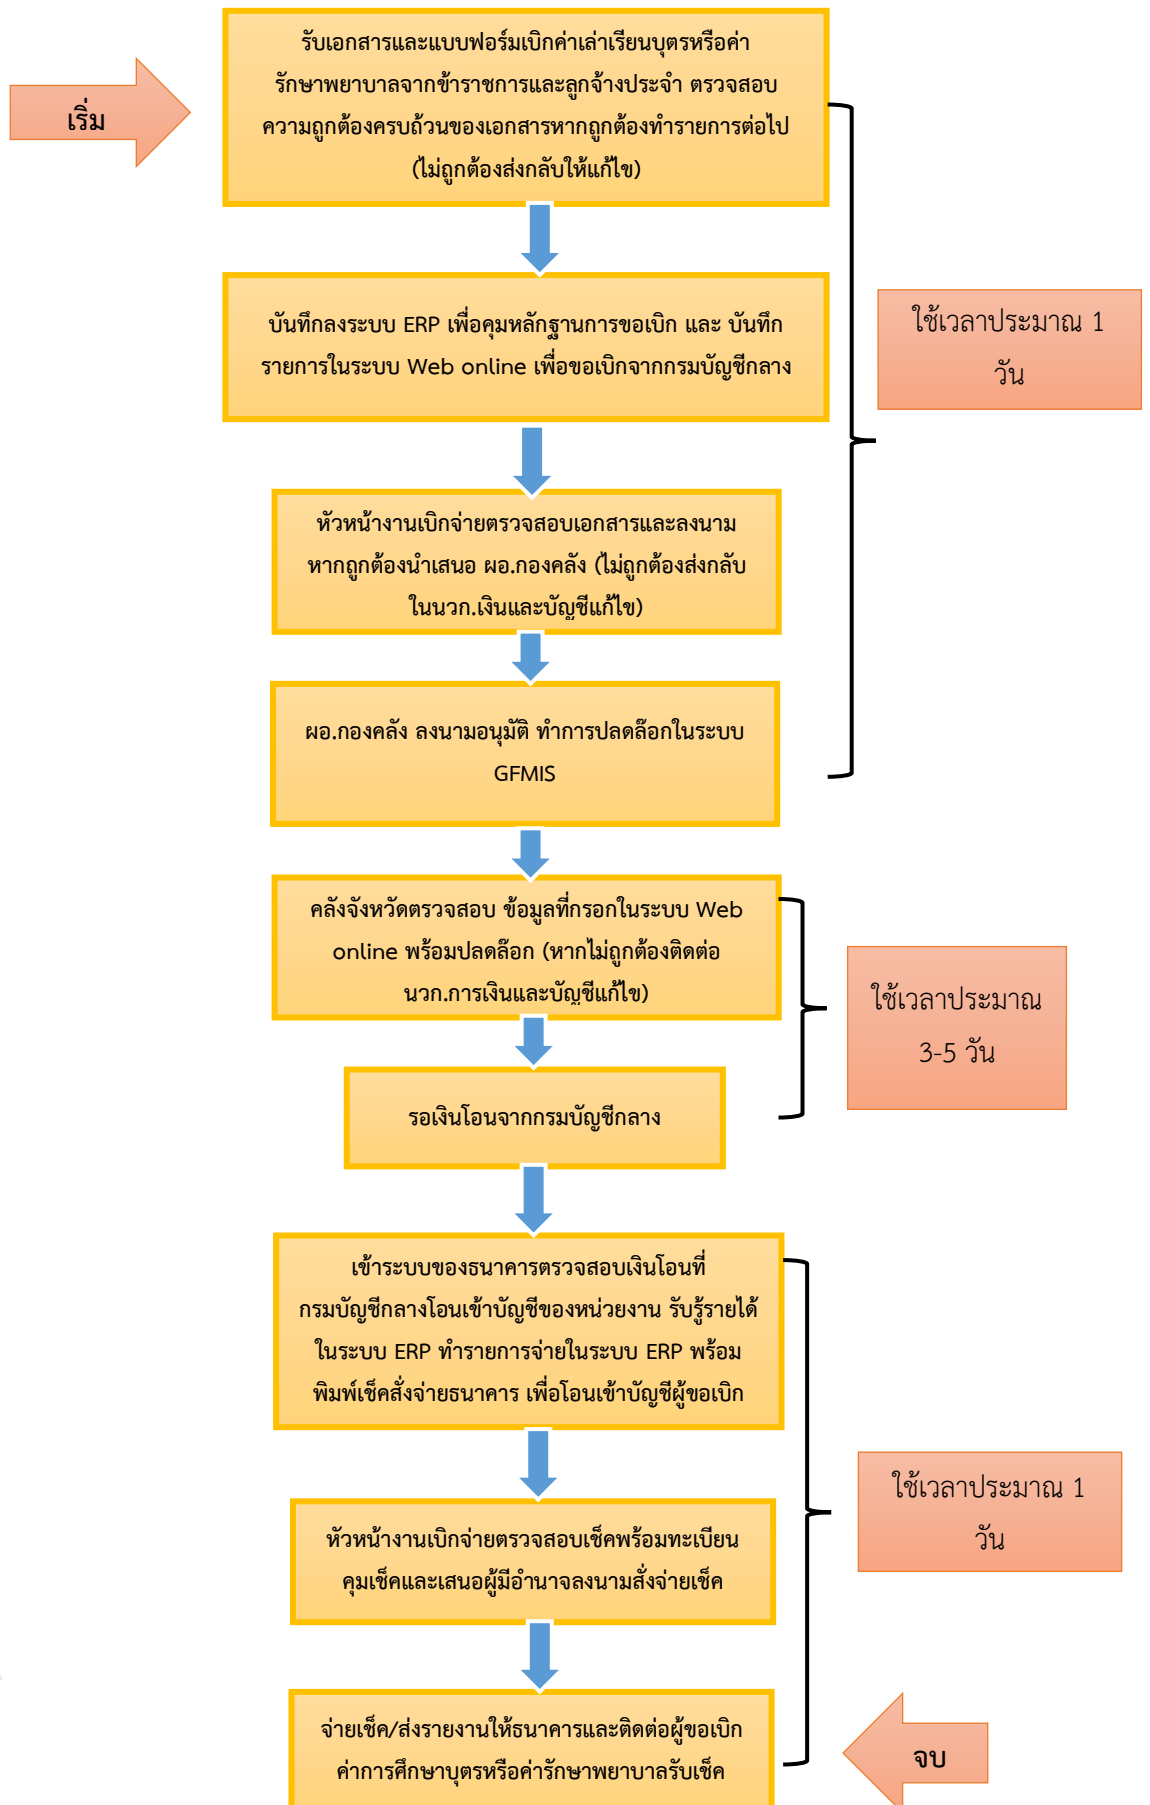 เริ่ม
รับเอกสารและแบบฟอร์มเบิกค่าเล่าเรียนบุตรหรือค่า
รักษาพยาบาลจากข้าราชการและลูกจ้างประจำ ตรวจสอบ
ความถูกต้องครบถ้วนของเอกสารหากถูกต้องทำรายการต่อไป
(ไม่ถูกต้องส่งกลับให้แก้ไข)
บันทึกลงระบบ ERP เพื่อคุมหลักฐานการขอเบิก และ บันทึก
รายการในระบบ Web online เพื่อขอเบิกจากกรมบัญชีกลาง
ใช้เวลาประมาณ 1
วัน
หัวหน้างานเบิกจ่ายตรวจสอบเอกสารและลงนาม
หากถูกต้องนำเสนอ ผอ.กองคลัง (ไม่ถูกต้องส่งกลับ
ในนวก.เงินและบัญชีแก้ไข)
ผอ.กองคลัง ลงนามอนุมัติ ทำการปลดล๊อกในระบบ
GFMIS
คลังจังหวัดตรวจสอบ ข้อมูลที่กรอกในระบบ Web
online พร้อมปลดล๊อก (หากไม่ถูกต้องติดต่อ
นวก.การเงินและบัญชีแก้ไข)
ใช้เวลาประมาณ
3-5 วัน
รอเงินโอนจากกรมบัญชีกลาง
เข้าระบบของธนาคารตรวจสอบเงินโอนที่
กรมบัญชีกลางโอนเข้าบัญชีของหน่วยงาน รับรู้รายได้
ในระบบ ERP ทำรายการจ่ายในระบบ ERP พร้อม
พิมพ์เช็คสั่งจ่ายธนาคาร เพื่อโอนเข้าบัญชีผู้ขอเบิก
ใช้เวลาประมาณ 1
วัน
หัวหน้างานเบิกจ่ายตรวจสอบเช็คพร้อมทะเบียน
คุมเช็คและเสนอผู้มีอำนาจลงนามสั่งจ่ายเช็ค
จ่ายเช็ค/ส่งรายงานให้ธนาคารและติดต่อผู้ขอเบิก
ค่าการศึกษาบุตรหรือค่ารักษาพยาบาลรับเช็ค
จบ